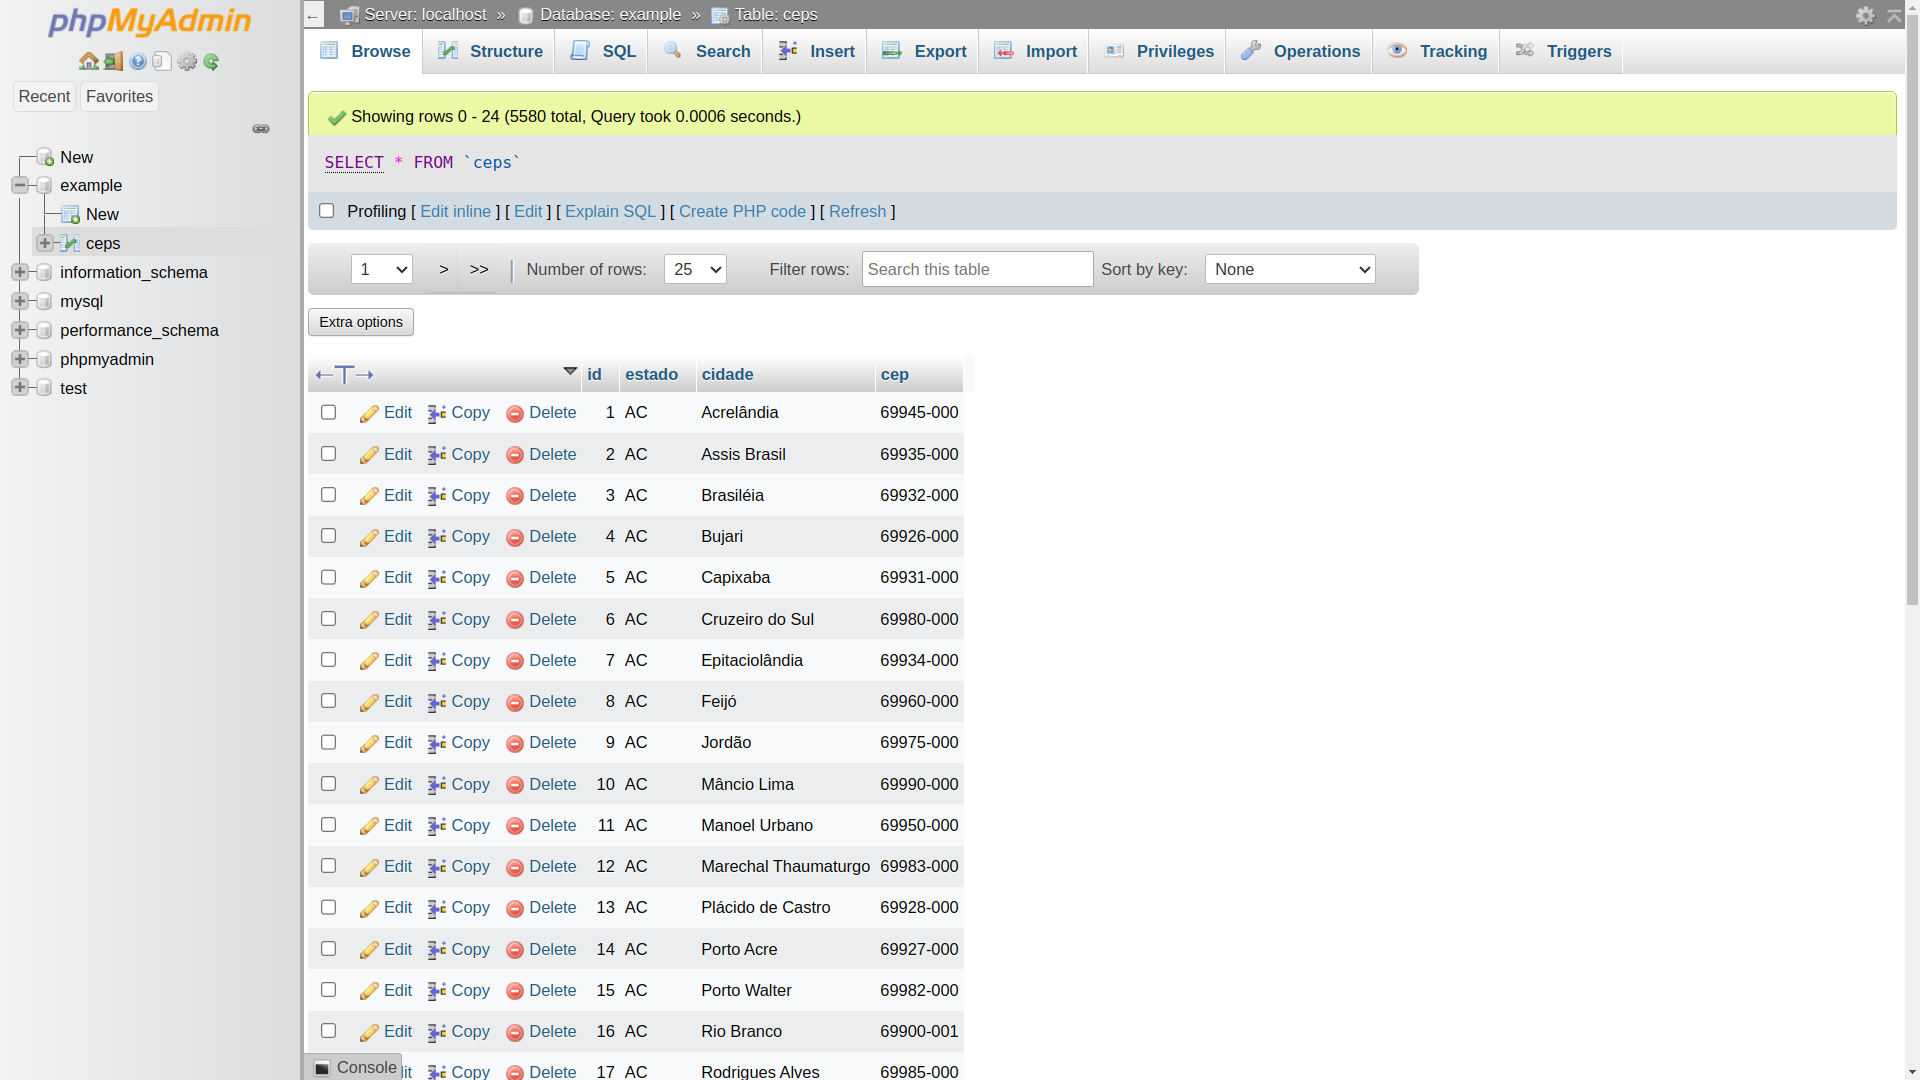 phpMyAdmin
Recent Favorites
New
example
New
ceps
information_schema
mysql
performance_schema
phpmyadmin
test
← Server: localhost » Database: example » Table: ceps
Browse Structure SQL Search Insert Export Import Privileges Operations Tracking Triggers
Showing rows 0 - 24 (5580 total, Query took 0.0006 seconds.)
SELECT * FROM `ceps`
Profiling [ Edit inline ] [ Edit ] [ Explain SQL ] [ Create PHP code ] [ Refresh ]
1 > >> | Number of rows: 25 Filter rows: Search this table Sort by key: None
Extra options
←T→ id estado cidade cep
Edit Copy Delete 1 AC Acrelândia 69945-000
Edit Copy Delete 2 AC Assis Brasil 69935-000
Edit Copy Delete 3 AC Brasiléia 69932-000
Edit Copy Delete 4 AC Bujari 69926-000
Edit Copy Delete 5 AC Capixaba 69931-000
Edit Copy Delete 6 AC Cruzeiro do Sul 69980-000
Edit Copy Delete 7 AC Epitaciolândia 69934-000
Edit Copy Delete 8 AC Feijó 69960-000
Edit Copy Delete 9 AC Jordão 69975-000
Edit Copy Delete 10 AC Mâncio Lima 69990-000
Edit Copy Delete 11 AC Manoel Urbano 69950-000
Edit Copy Delete 12 AC Marechal Thaumaturgo 69983-000
Edit Copy Delete 13 AC Plácido de Castro 69928-000
Edit Copy Delete 14 AC Porto Acre 69927-000
Edit Copy Delete 15 AC Porto Walter 69982-000
Edit Copy Delete 16 AC Rio Branco 69900-001
Console Copy Delete 17 AC Rodrigues Alves 69985-000